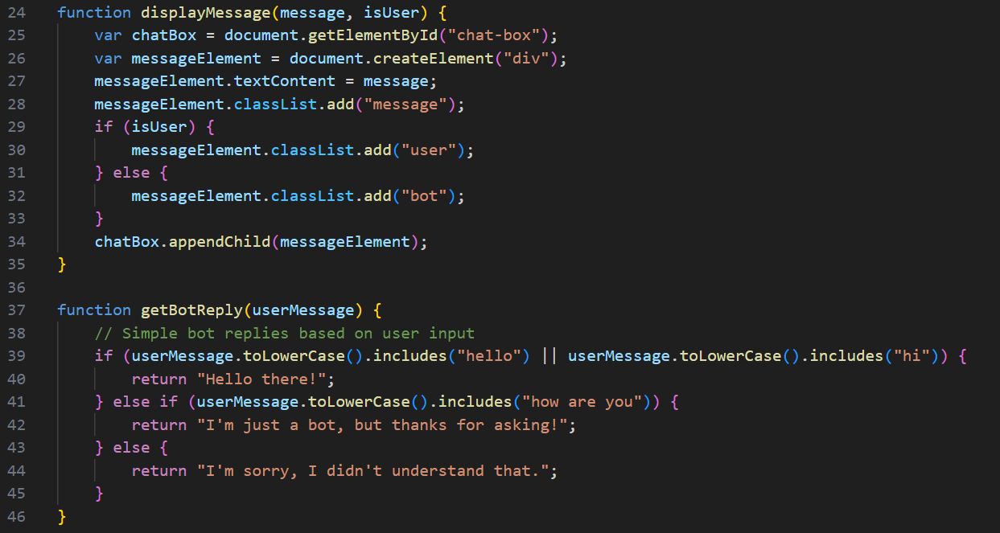 24 function displayMessage(message, isUser) {
25     var chatBox = document.getElementById("chat-box");
26     var messageElement = document.createElement("div");
27     messageElement.textContent = message;
28     messageElement.classList.add("message");
29     if (isUser) {
30         messageElement.classList.add("user");
31     } else {
32         messageElement.classList.add("bot");
33     }
34     chatBox.appendChild(messageElement);
35 }
36
37 function getBotReply(userMessage) {
38     // Simple bot replies based on user input
39     if (userMessage.toLowerCase().includes("hello") || userMessage.toLowerCase().includes("hi")) {
40         return "Hello there!";
41     } else if (userMessage.toLowerCase().includes("how are you")) {
42         return "I'm just a bot, but thanks for asking!";
43     } else {
44         return "I'm sorry, I didn't understand that.";
45     }
46 }